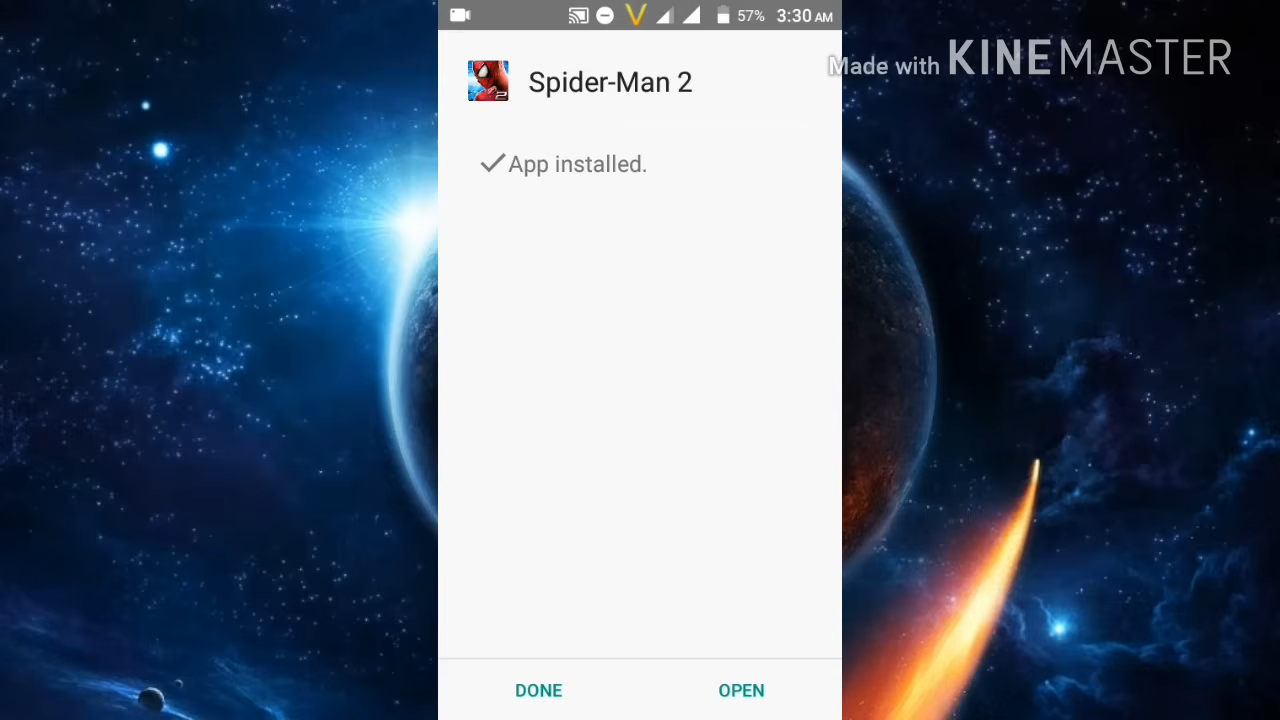 57% 3:30 AM
Made with KINEMASTER
Spider-Man 2
App installed.
DONE OPEN